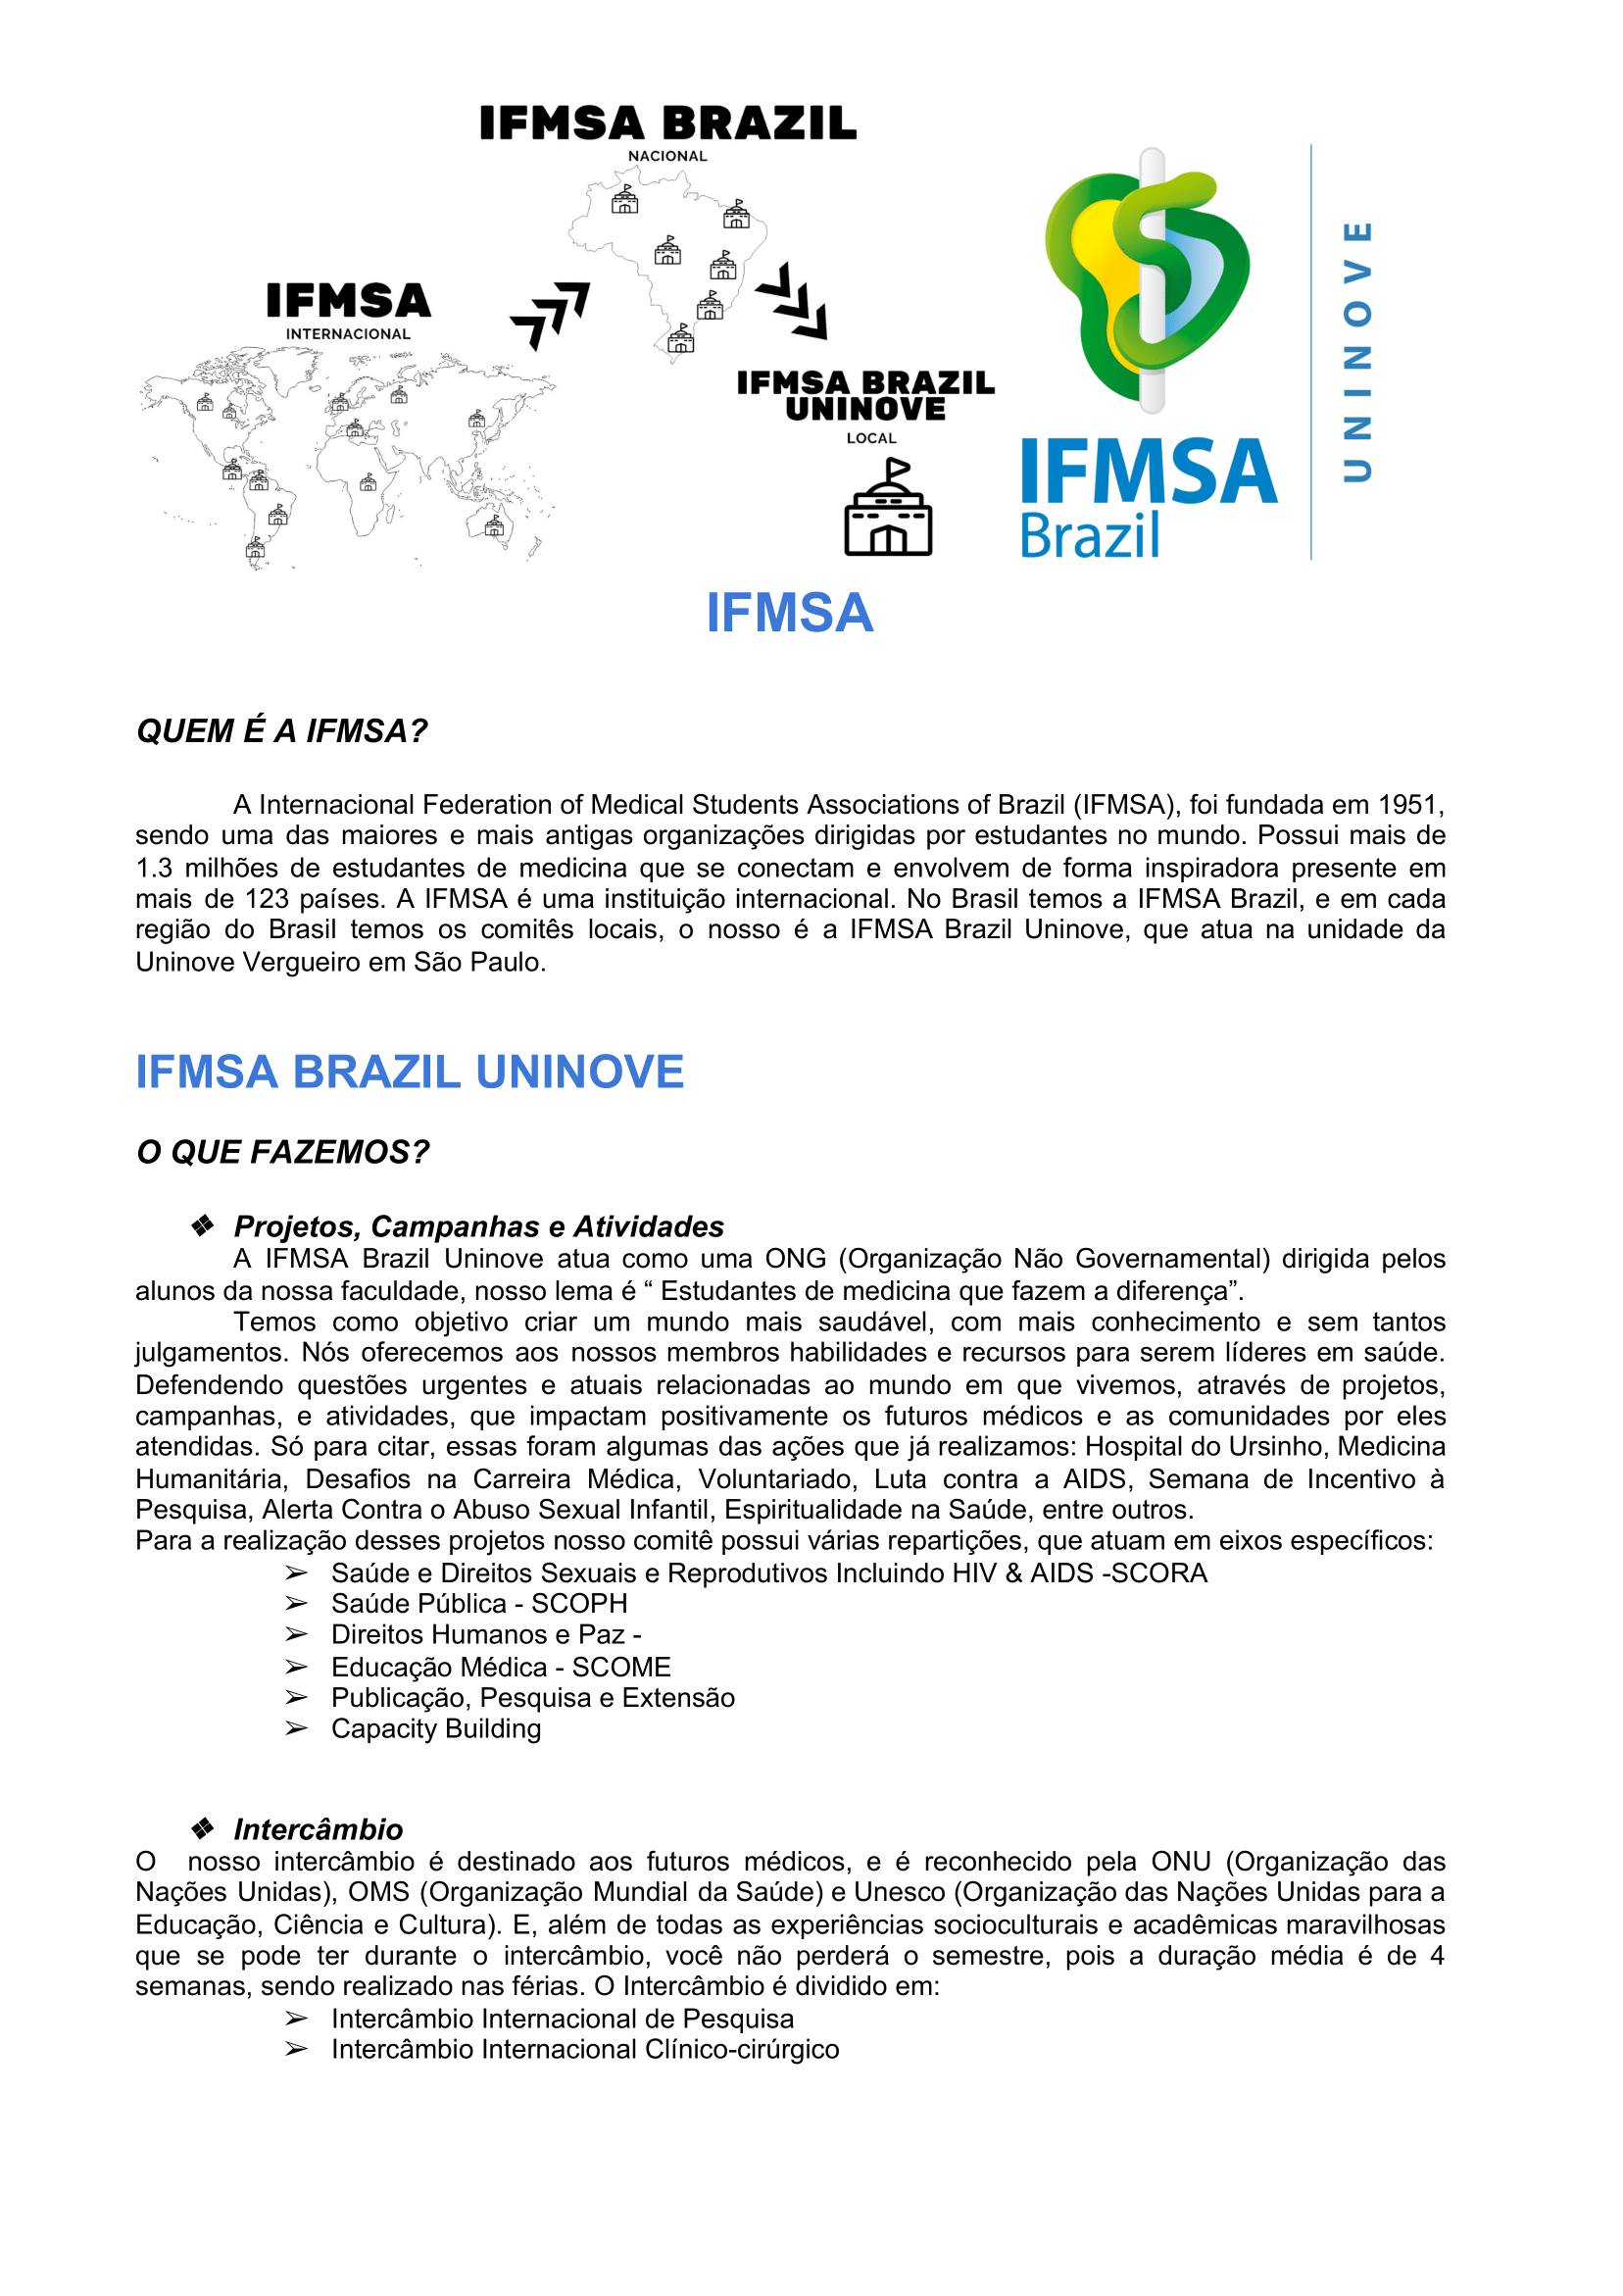 IFMSA BRAZIL
NACIONAL
IFMSA
INTERNACIONAL
IFMSA BRAZIL
UNINOVE
LOCAL
IFMSA
Brazil
UNINOVE
IFMSA
QUEM É A IFMSA?
A Internacional Federation of Medical Students Associations of Brazil (IFMSA), foi fundada em 1951,
sendo uma das maiores e mais antigas organizações dirigidas por estudantes no mundo. Possui mais de
1.3 milhões de estudantes de medicina que se conectam e envolvem de forma inspiradora presente em
mais de 123 países. A IFMSA é uma instituição internacional. No Brasil temos a IFMSA Brazil, e em cada
região do Brasil temos os comitês locais, o nosso é a IFMSA Brazil Uninove, que atua na unidade da
Uninove Vergueiro em São Paulo.
IFMSA BRAZIL UNINOVE
O QUE FAZEMOS?
❖ Projetos, Campanhas e Atividades
A IFMSA Brazil Uninove atua como uma ONG (Organização Não Governamental) dirigida pelos
alunos da nossa faculdade, nosso lema é “ Estudantes de medicina que fazem a diferença”.
Temos como objetivo criar um mundo mais saudável, com mais conhecimento e sem tantos
julgamentos. Nós oferecemos aos nossos membros habilidades e recursos para serem líderes em saúde.
Defendendo questões urgentes e atuais relacionadas ao mundo em que vivemos, através de projetos,
campanhas, e atividades, que impactam positivamente os futuros médicos e as comunidades por eles
atendidas. Só para citar, essas foram algumas das ações que já realizamos: Hospital do Ursinho, Medicina
Humanitária, Desafios na Carreira Médica, Voluntariado, Luta contra a AIDS, Semana de Incentivo à
Pesquisa, Alerta Contra o Abuso Sexual Infantil, Espiritualidade na Saúde, entre outros.
Para a realização desses projetos nosso comitê possui várias repartições, que atuam em eixos específicos:
➢ Saúde e Direitos Sexuais e Reprodutivos Incluindo HIV & AIDS -SCORA
➢ Saúde Pública - SCOPH
➢ Direitos Humanos e Paz -
➢ Educação Médica - SCOME
➢ Publicação, Pesquisa e Extensão
➢ Capacity Building
❖ Intercâmbio
O nosso intercâmbio é destinado aos futuros médicos, e é reconhecido pela ONU (Organização das
Nações Unidas), OMS (Organização Mundial da Saúde) e Unesco (Organização das Nações Unidas para a
Educação, Ciência e Cultura). E, além de todas as experiências socioculturais e acadêmicas maravilhosas
que se pode ter durante o intercâmbio, você não perderá o semestre, pois a duração média é de 4
semanas, sendo realizado nas férias. O Intercâmbio é dividido em:
➢ Intercâmbio Internacional de Pesquisa
➢ Intercâmbio Internacional Clínico-cirúrgico